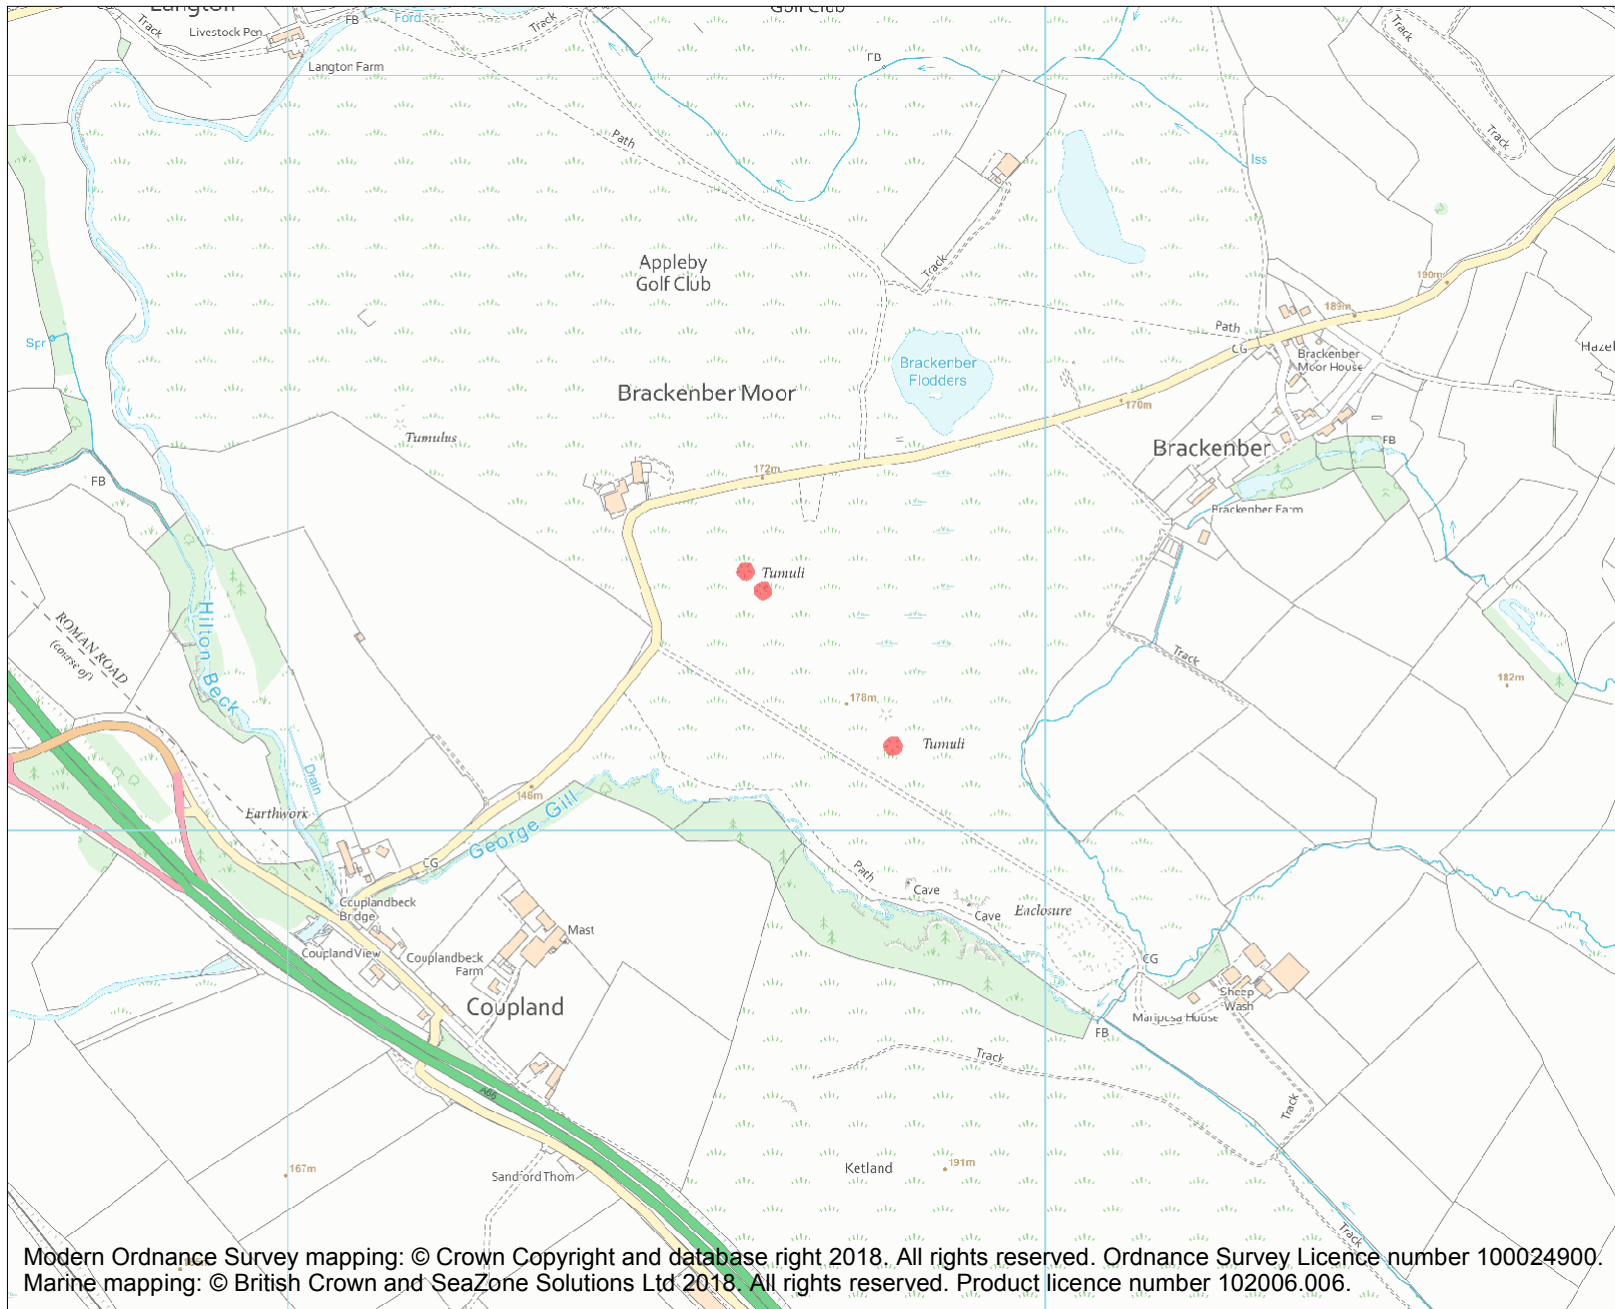 Langton
FB
Ford
Golf Club
Track
Track
Track
Livestock Pen
Langton Farm
FB
Track
Path
Iss
Appleby
Golf Club
Track
190m
189m
Spr
Path
CG
Brackenber
Moor House
Hazel
Brackenber
Flodders
Brackenber Moor
170m
Tumulus
Brackenber
FB
172m
FB
Brackenber Farm
Tumuli
ROMAN ROAD
(course of)
Hilton Beck
Track
182m
178m
Tumuli
Drain
146m
Earthwork
George Gill
CG
Path
Cave
Cave
Enclosure
Couplandbeck
Bridge
Mast
Coupland View
Couplandbeck
Farm
CG
Coupland
Sheep
Wash
Mariposa House
FB
Track
A66
Track
Ketland
191m
167m
Sandford Thorn
Track
Modern Ordnance Survey mapping: © Crown Copyright and database right 2018. All rights reserved. Ordnance Survey Licence number 100024900.
Marine mapping: © British Crown and SeaZone Solutions Ltd 2018. All rights reserved. Product licence number 102006.006.